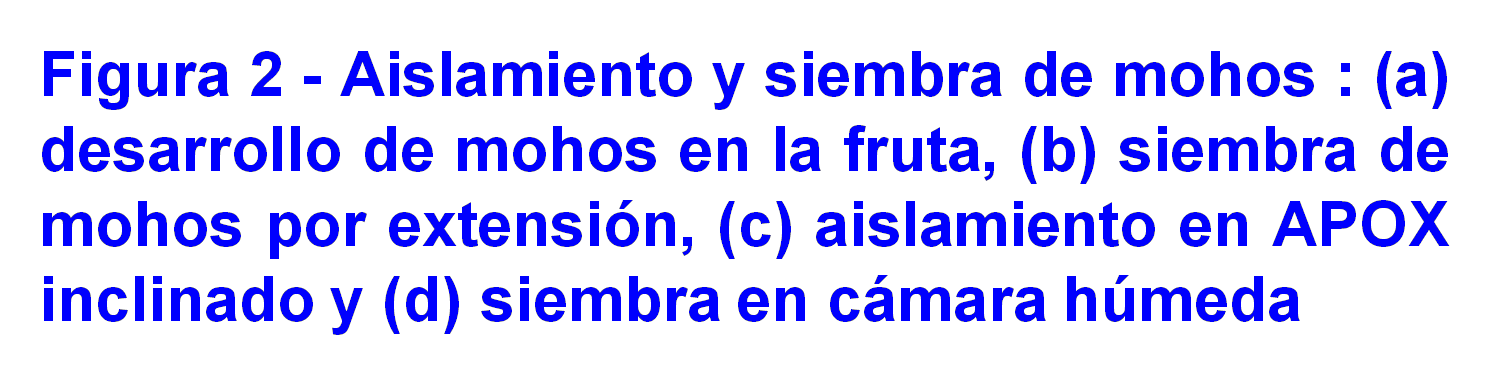 Figura 2 - Aislamiento y siembra de mohos : (a)
desarrollo de mohos en la fruta, (b) siembra de
mohos por extensión, (c) aislamiento en APOX
inclinado y (d) siembra en cámara húmeda